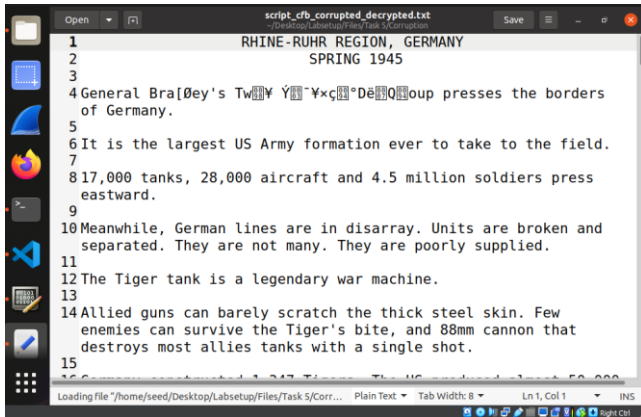 Open
script_cfb_corrupted_decrypted.txt
~/Desktop/Labsetup/Files/Task 5/Corruption
Save
1 RHINE-RUHR REGION, GERMANY
2 SPRING 1945
3
4 General Bra[Øey's oup presses the borders
of Germany.
5
6 It is the largest US Army formation ever to take to the field.
7
8 17,000 tanks, 28,000 aircraft and 4.5 million soldiers press
eastward.
9
10 Meanwhile, German lines are in disarray. Units are broken and
separated. They are not many. They are poorly supplied.
11
12 The Tiger tank is a legendary war machine.
13
14 Allied guns can barely scratch the thick steel skin. Few
enemies can survive the Tiger's bite, and 88mm cannon that
destroys most allies tanks with a single shot.
15
Loading file "/home/seed/Desktop/Labsetup/Files/Task 5/Corr... Plain Text Tab Width: 8 Ln 1, Col 1 INS
Right Ctrl